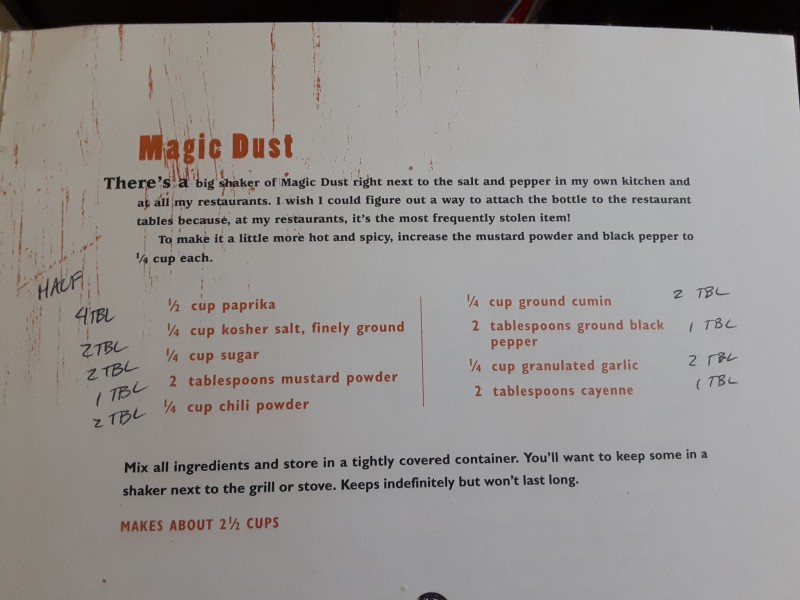 Magic Dust
There's a big shaker of Magic Dust right next to the salt and pepper in my own kitchen and
at all my restaurants. I wish I could figure out a way to attach the bottle to the restaurant
tables because, at my restaurants, it's the most frequently stolen item!
To make it a little more hot and spicy, increase the mustard powder and black pepper to
¼ cup each.
HALF
4 TBL
2 TBL
2 TBL
1 TBL
2 TBL
½ cup paprika
¼ cup kosher salt, finely ground
¼ cup sugar
2 tablespoons mustard powder
¼ cup chili powder
¼ cup ground cumin
2 tablespoons ground black
pepper
¼ cup granulated garlic
2 tablespoons cayenne
2 TBL
1 TBL
2 TBL
1 TBL
Mix all ingredients and store in a tightly covered container. You'll want to keep some in a
shaker next to the grill or stove. Keeps indefinitely but won't last long.
MAKES ABOUT 2½ CUPS